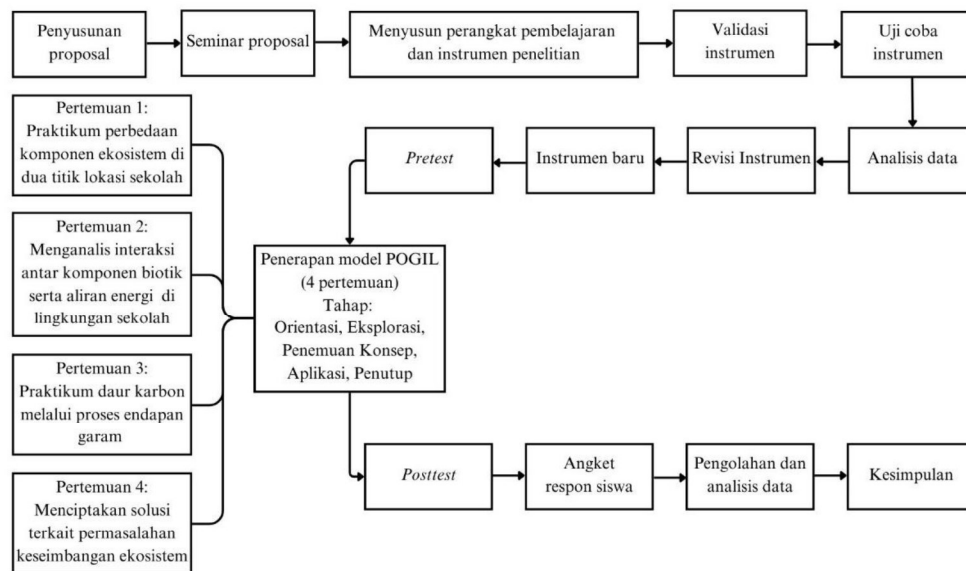 Penyusunan
proposal
Seminar proposal
Menyusun perangkat pembelajaran
dan instrumen penelitian
Validasi
instrumen
Uji coba
instrumen
Pertemuan 1:
Praktikum perbedaan
komponen ekosistem di
dua titik lokasi sekolah
Pretest
Instrumen baru
Revisi Instrumen
Analisis data
Pertemuan 2:
Menganalis interaksi
antar komponen biotik
serta aliran energi di
lingkungan sekolah
Penerapan model POGIL
(4 pertemuan)
Tahap:
Orientasi, Eksplorasi,
Penemuan Konsep,
Aplikasi, Penutup
Pertemuan 3:
Praktikum daur karbon
melalui proses endapan
garam
Pertemuan 4:
Menciptakan solusi
terkait permasalahan
keseimbangan ekosistem
Posttest
Angket
respon siswa
Pengolahan dan
analisis data
Kesimpulan